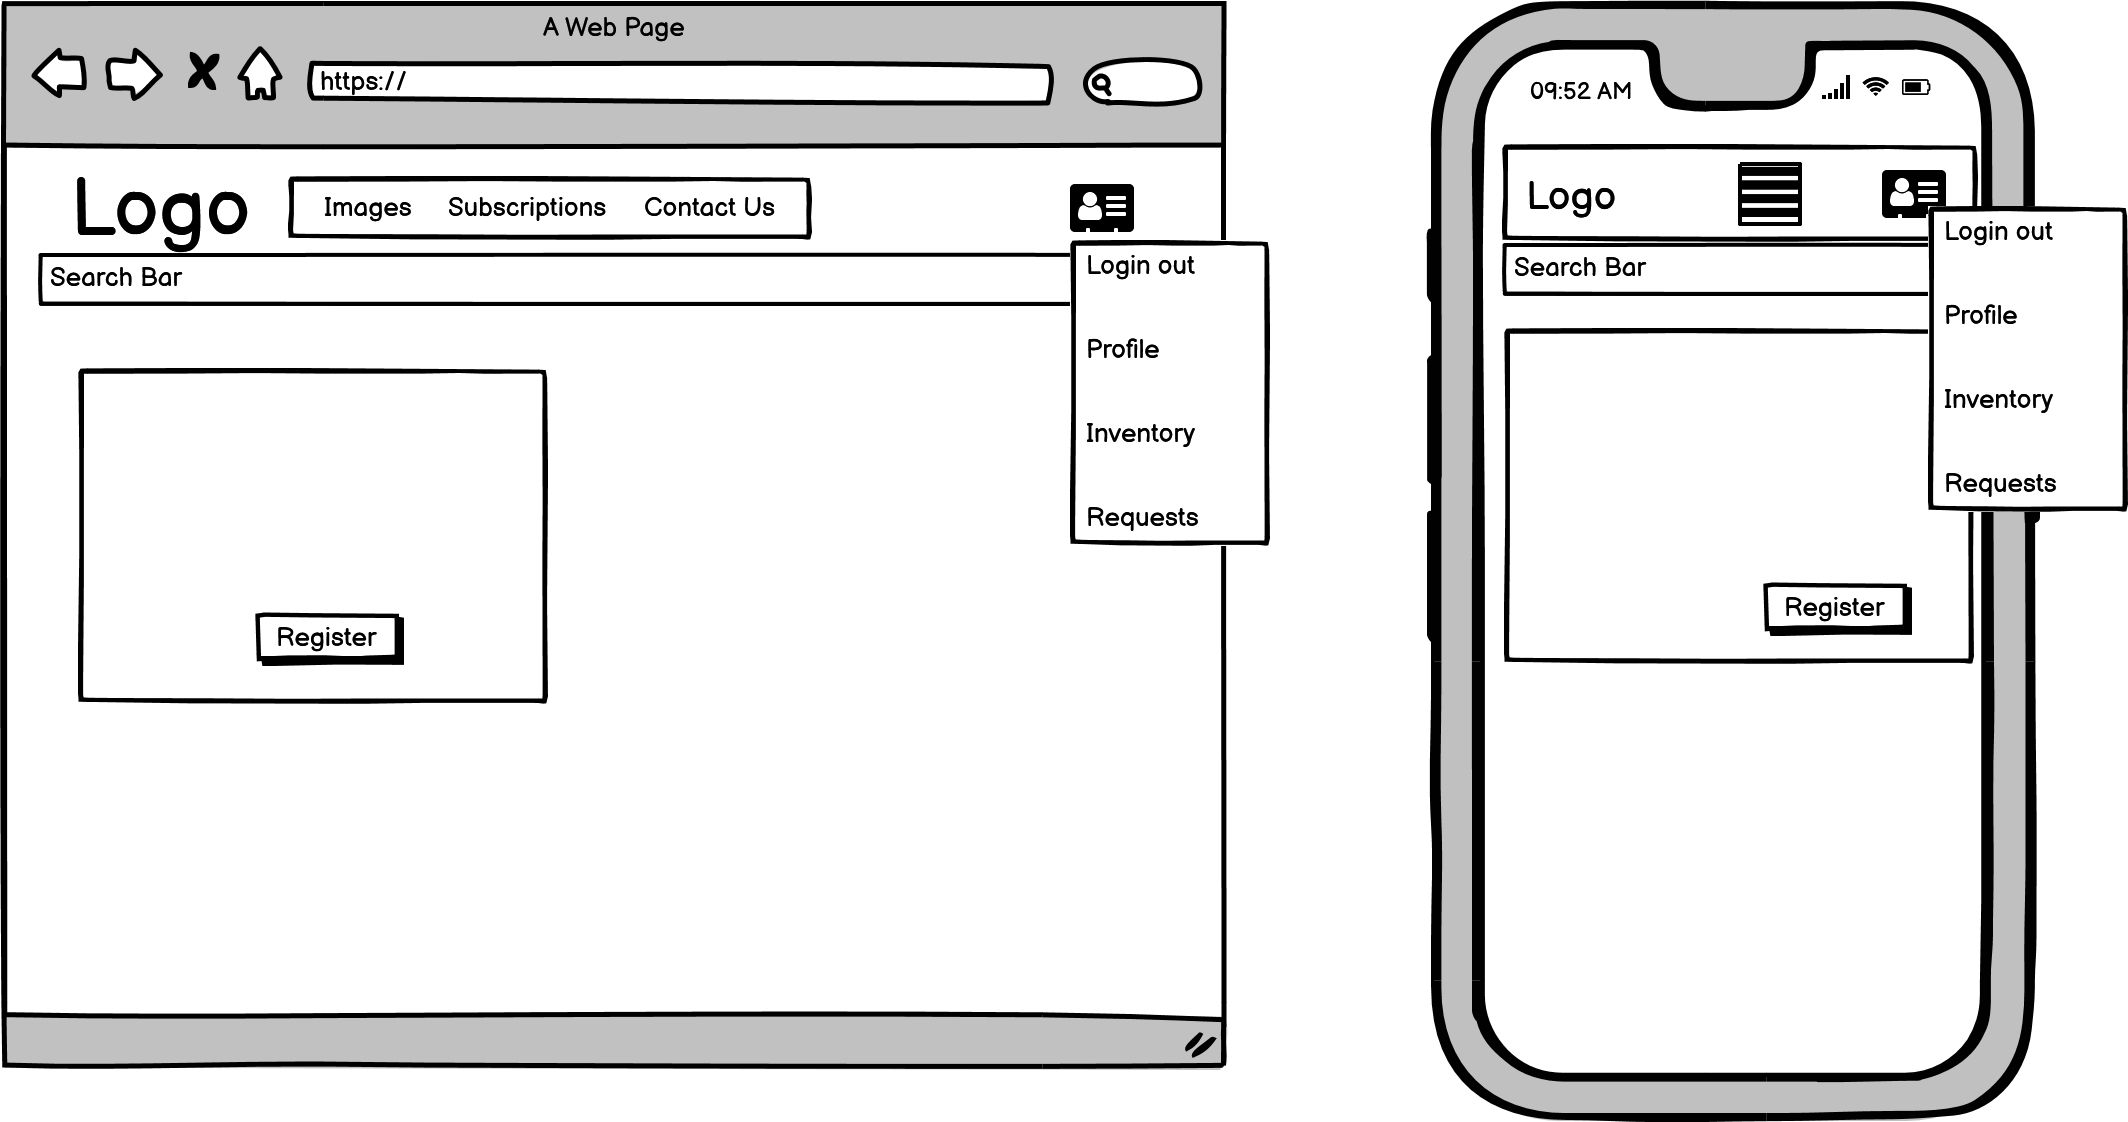 A Web Page
https://
Logo
Images Subscriptions Contact Us
Search Bar
Login out
Profile
Inventory
Requests
Register
09:52 AM
Logo
Search Bar
Login out
Profile
Inventory
Requests
Register